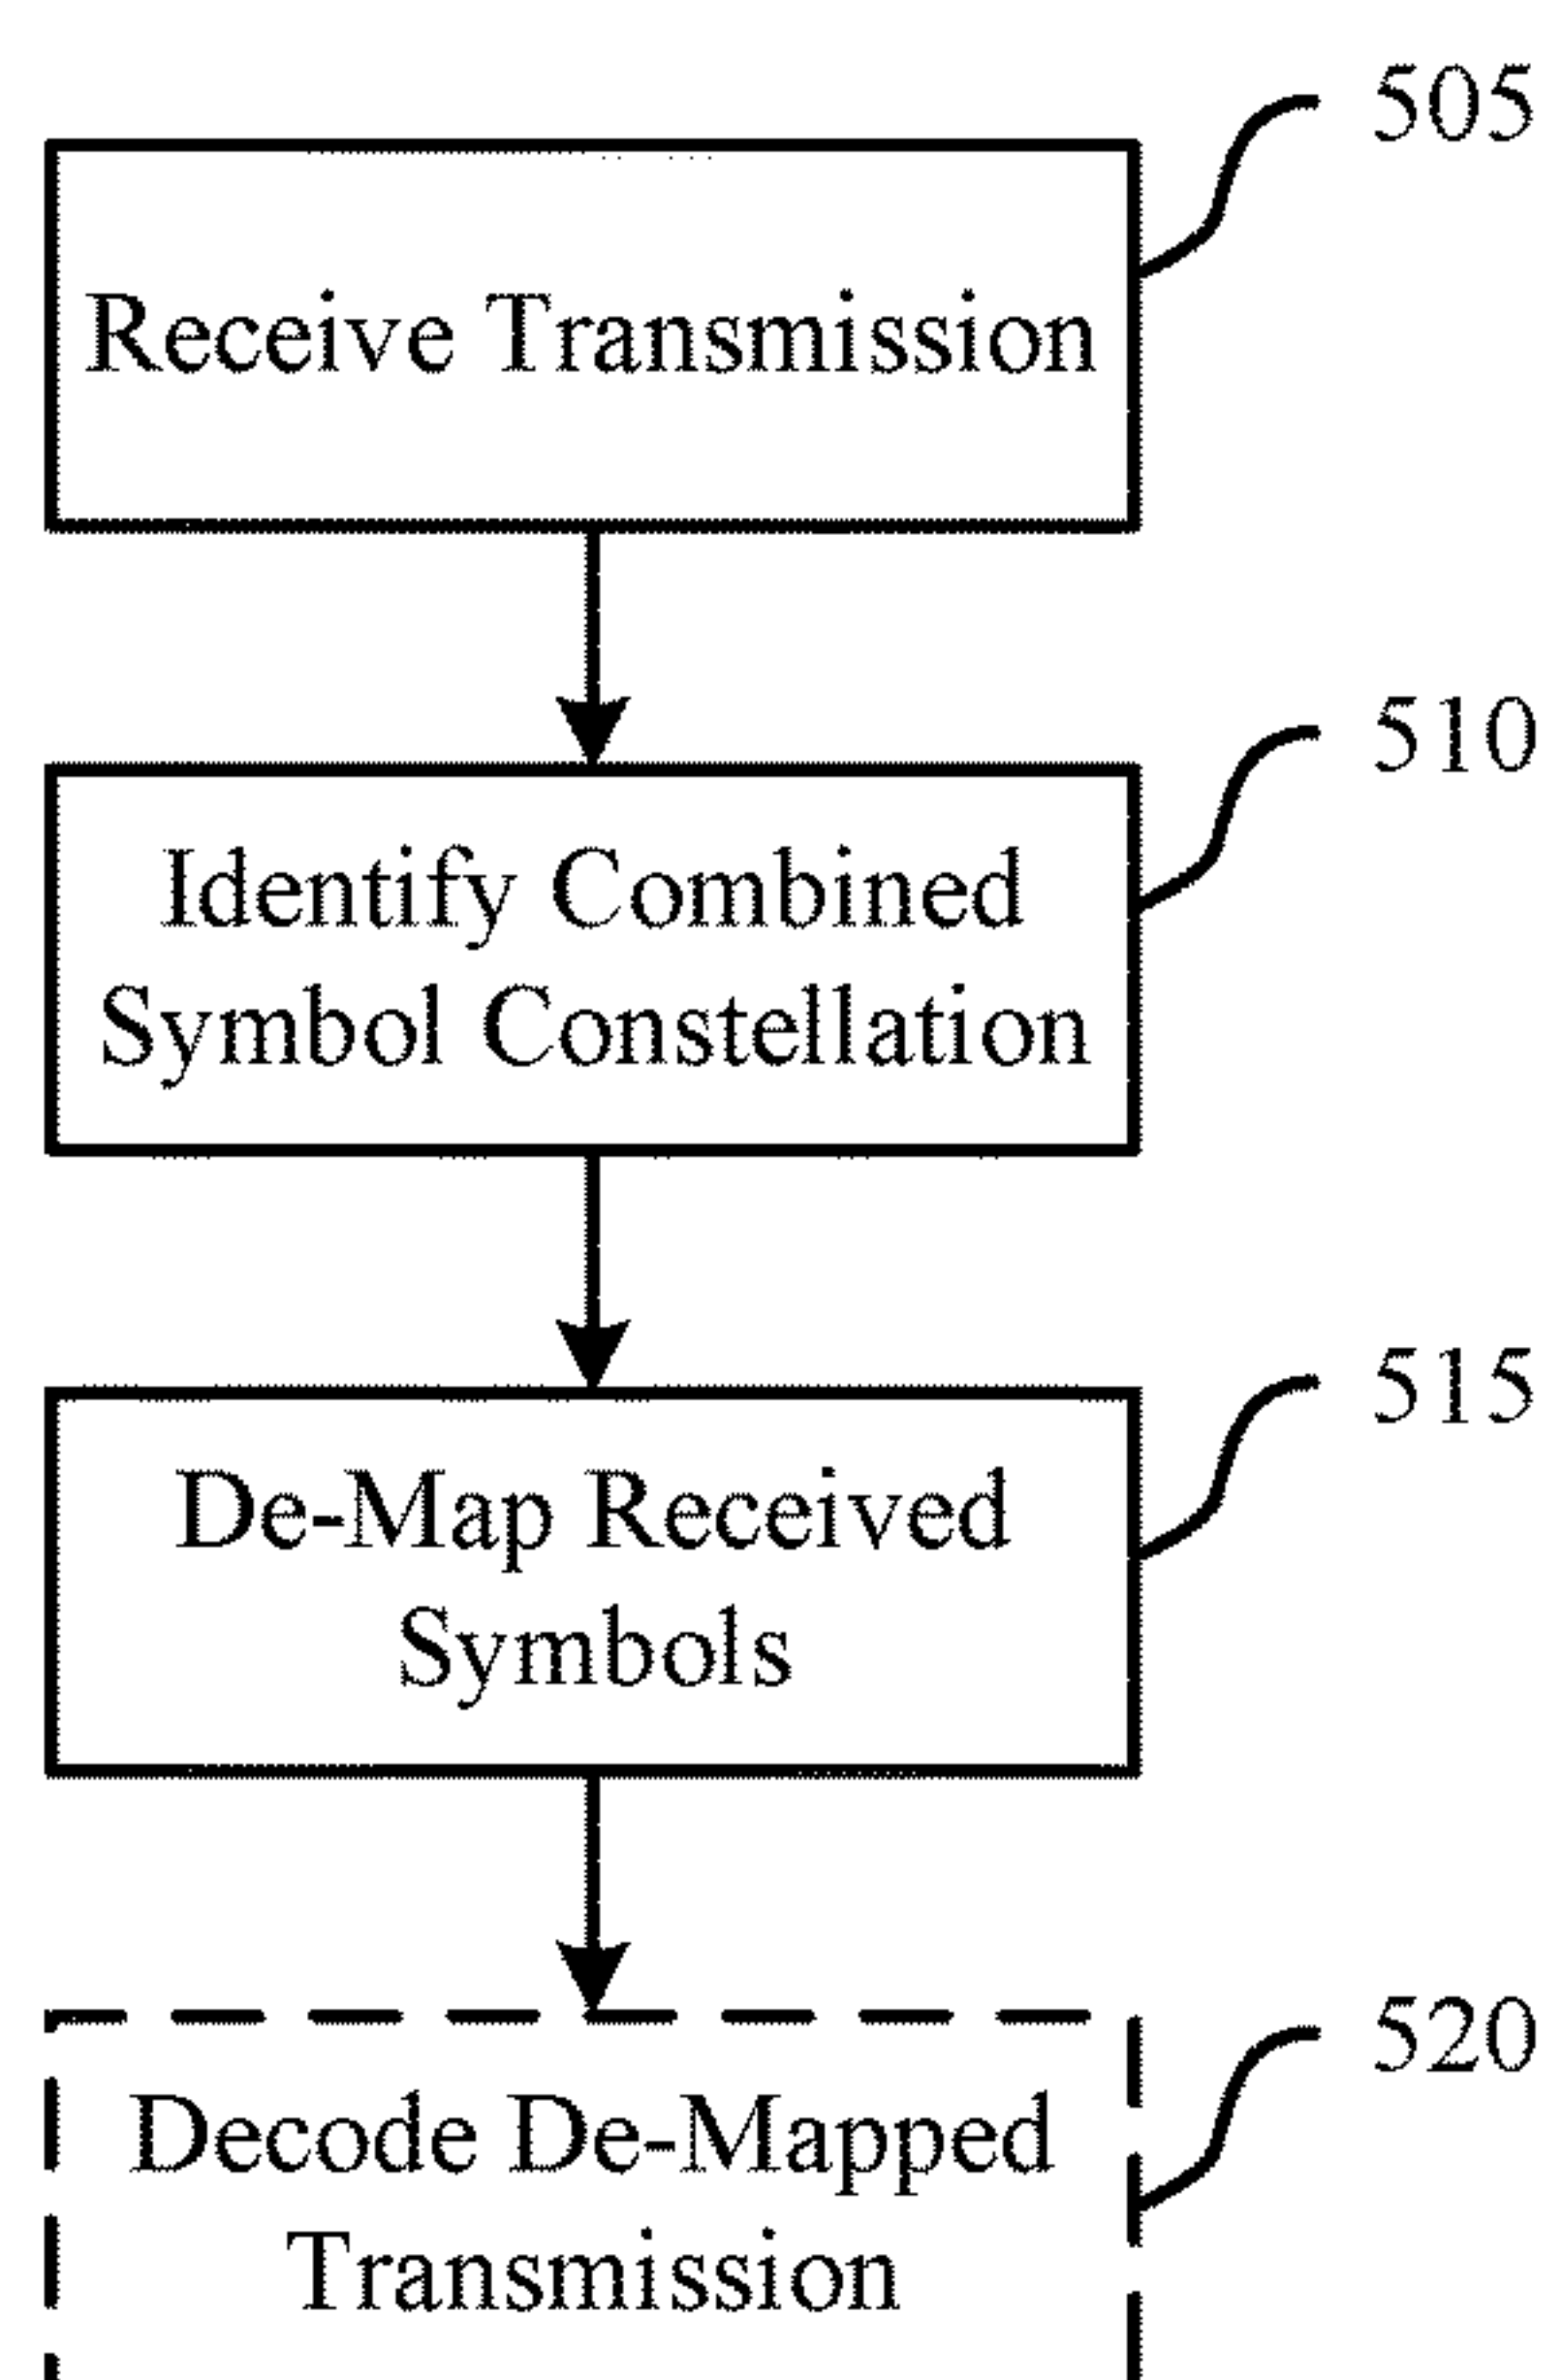 505
Receive Transmission
510
Identify Combined
Symbol Constellation
515
De-Map Received
Symbols
520
Decode De-Mapped
Transmission